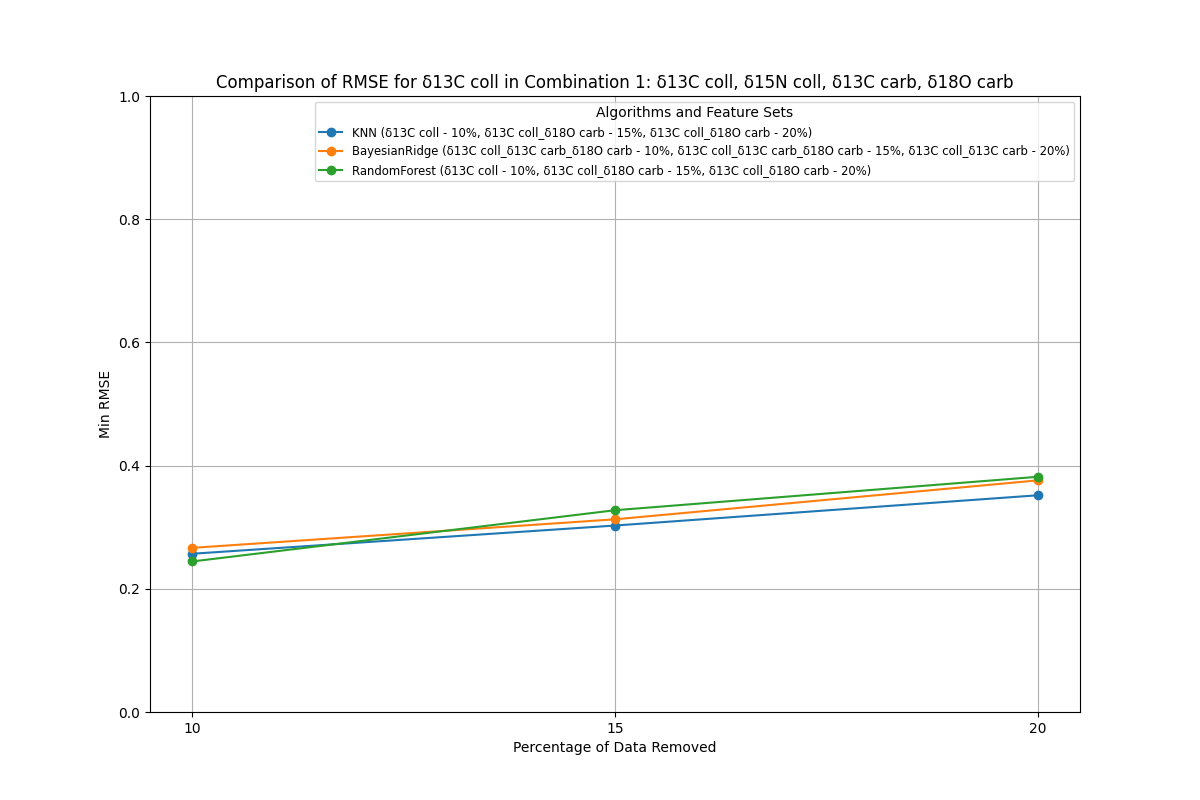 Comparison of RMSE for δ13C coll in Combination 1: δ13C coll, δ15N coll, δ13C carb, δ18O carb
Algorithms and Feature Sets
KNN (δ13C coll - 10%, δ13C coll_δ18O carb - 15%, δ13C coll_δ18O carb - 20%)
BayesianRidge (δ13C coll_δ13C carb_δ18O carb - 10%, δ13C coll_δ13C carb_δ18O carb - 15%, δ13C coll_δ13C carb - 20%)
RandomForest (δ13C coll - 10%, δ13C coll_δ18O carb - 15%, δ13C coll_δ18O carb - 20%)
1.0
0.8
0.6
0.4
0.2
0.0
Min RMSE
10
15
20
Percentage of Data Removed